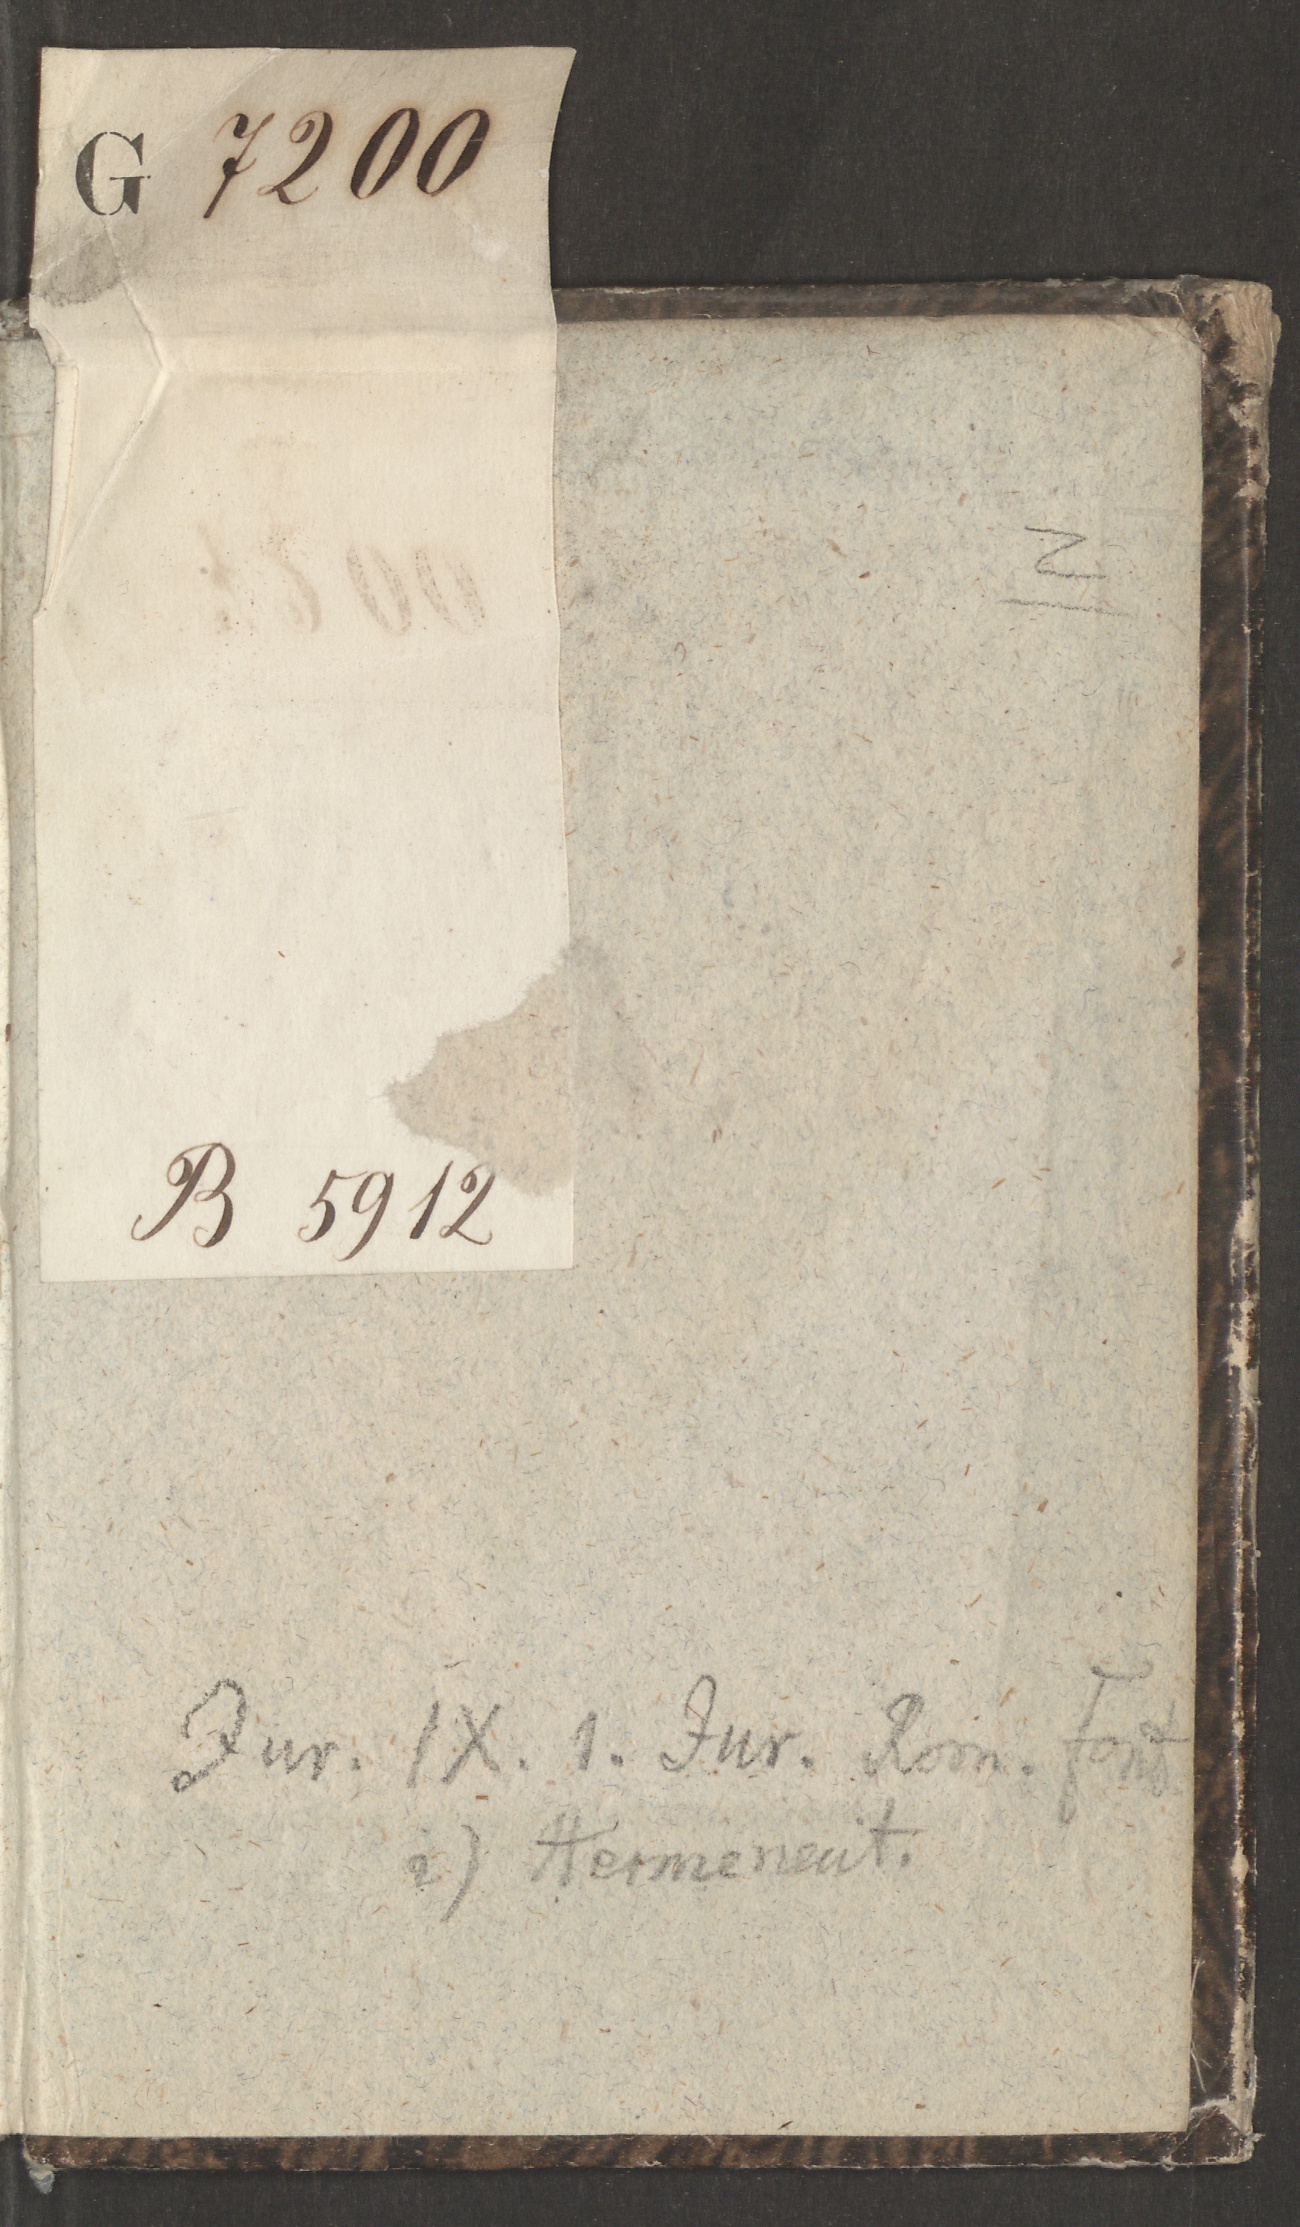 G 7200
B 5912
Jur. IX. 1. Jur. Rom. font
2) Hermeneut.